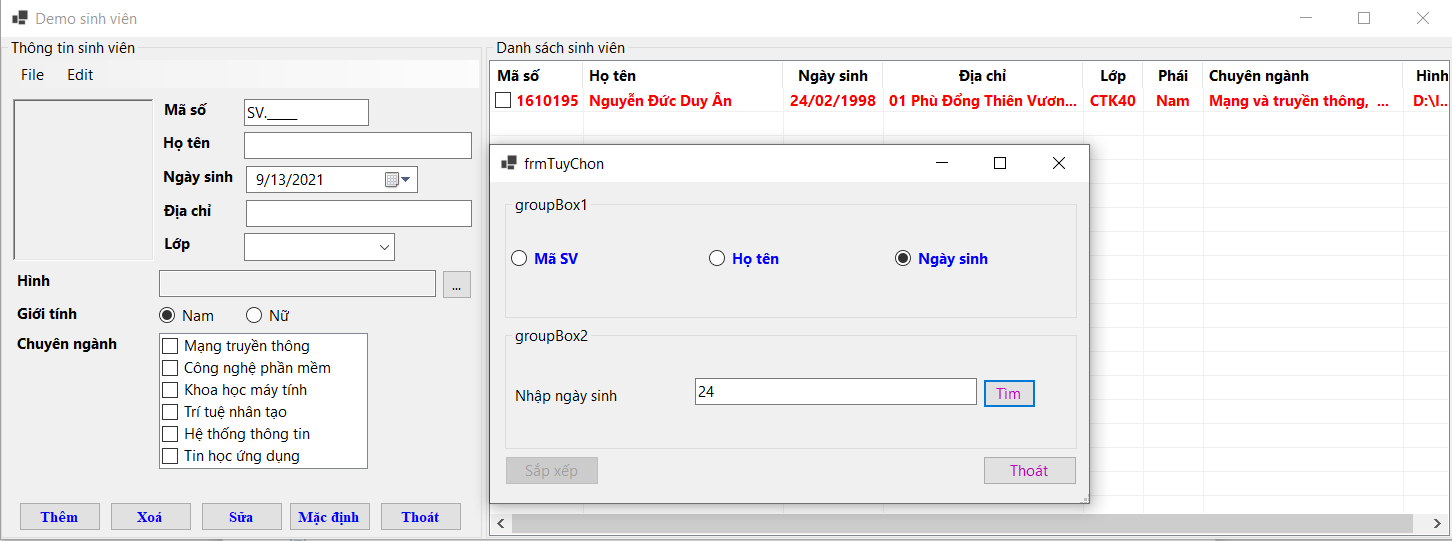 Demo sinh viên
Thông tin sinh viên
File Edit
Mã số SV.____
Họ tên
Ngày sinh 9/13/2021
Địa chỉ
Lớp
Hình ...
Giới tính Nam Nữ
Chuyên ngành
Mạng truyền thông
Công nghệ phần mềm
Khoa học máy tính
Trí tuệ nhân tạo
Hệ thống thông tin
Tin học ứng dụng
Thêm Xoá Sửa Mặc định Thoát
Danh sách sinh viên
Mã số Họ tên Ngày sinh Địa chỉ Lớp Phái Chuyên ngành Hình
1610195 Nguyễn Đức Duy Ân 24/02/1998 01 Phù Đổng Thiên Vươn... CTK40 Nam Mạng và truyền thông, ... D:\I...
frmTuyChon
groupBox1
Mã SV Họ tên Ngày sinh
groupBox2
Nhập ngày sinh 24 Tìm
Sắp xếp Thoát